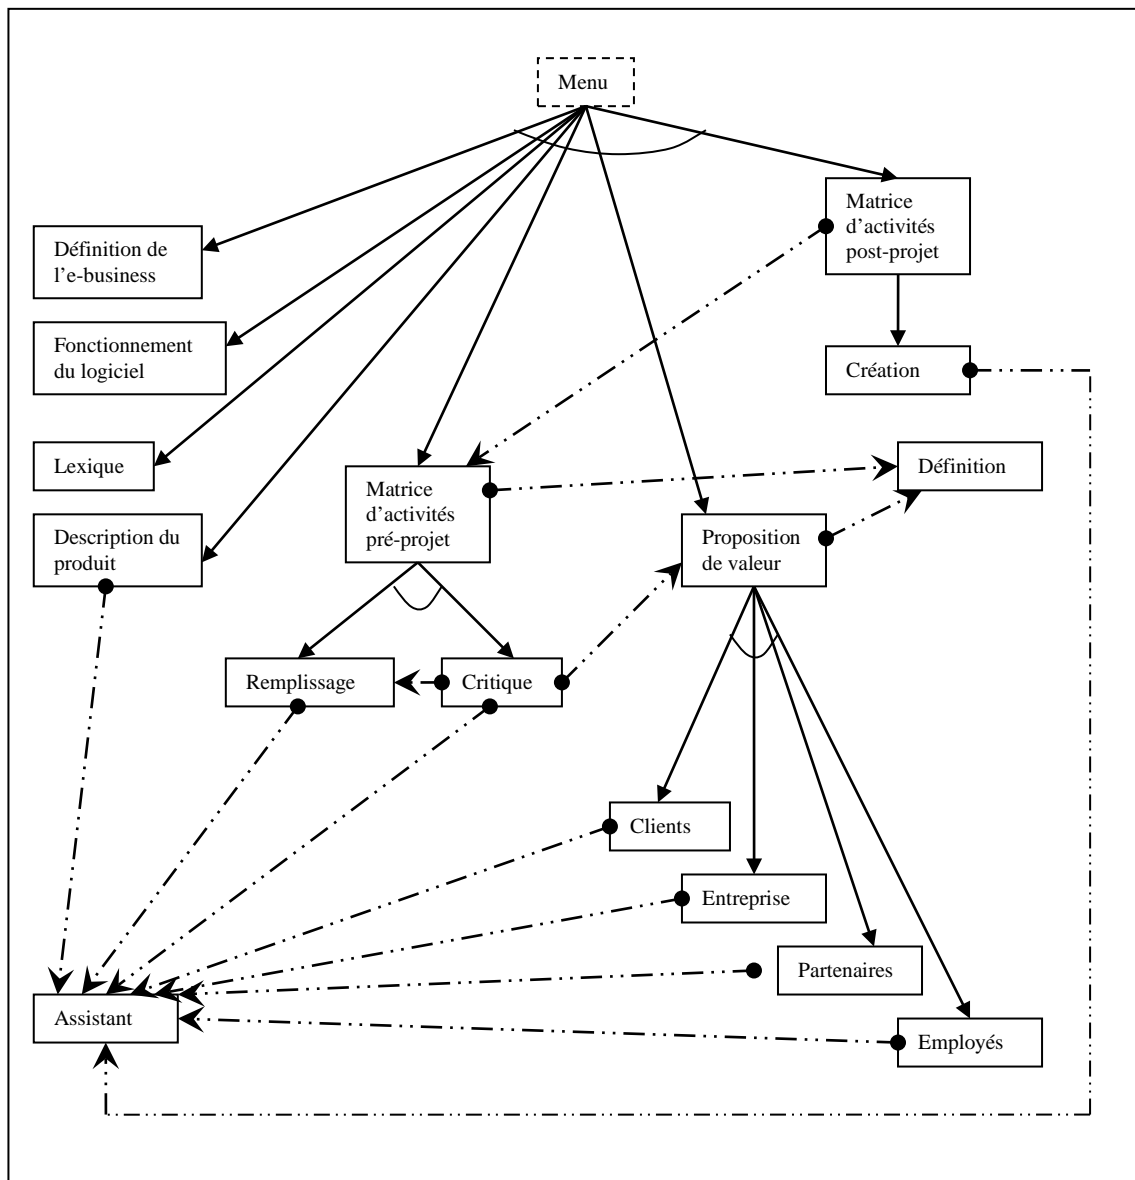 Menu
Matrice
d'activités
post-projet
Définition de
l'e-business
Fonctionnement
du logiciel
Création
Lexique
Définition
Matrice
d'activités
pré-projet
Description du
produit
Proposition
de valeur
Remplissage
Critique
Clients
Entreprise
Partenaires
Assistant
Employés